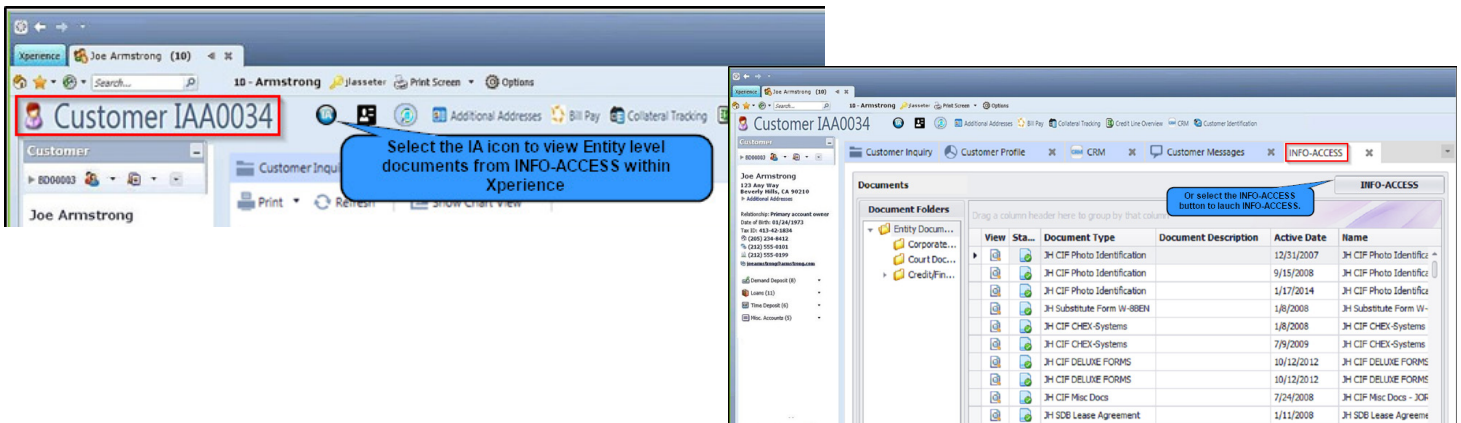 Xperience Joe Armstrong (10)
Search... 10 - Armstrong jlasseter Print Screen Options
Customer IAA0034 IA Additional Addresses Bill Pay Collateral Tracking
Select the IA icon to view Entity level
documents from INFO-ACCESS within
Xperience
Customer
BD00003
Customer Inqui
Print Refresh Show Chart View
Joe Armstrong
Xperience Joe Armstrong (10)
Search... 10 - Armstrong jlasseter Print Screen Options
Customer IAA0034 Additional Addresses Bill Pay Collateral Tracking Credit Line Overview CRM Customer Identification
Customer
BD00003
Customer Inquiry Customer Profile CRM Customer Messages INFO-ACCESS
Joe Armstrong
123 Any Way
Beverly Hills, CA 90210
Additional Addresses
Relationship: Primary account owner
Date of Birth: 01/24/1973
Tax ID: 413-42-1834
(205) 234-8412
(212) 555-0101
(212) 555-0199
Demand Deposit (8)
Loans (11)
Time Deposit (6)
Misc. Accounts (5)
Documents
INFO-ACCESS
Or select the INFO-ACCESS
button to lauch INFO-ACCESS.
Document Folders
Entity Docum...
Corporate...
Court Doc...
Credit/Fin...
Drag a column header here to group by that column
View Sta... Document Type Document Description Active Date Name
JH CIF Photo Identification 12/31/2007 JH CIF Photo Identifica
JH CIF Photo Identification 9/15/2008 JH CIF Photo Identifica
JH CIF Photo Identification 1/17/2014 JH CIF Photo Identifica
JH Substitute Form W-8BEN 1/8/2008 JH Substitute Form W-
JH CIF CHEX-Systems 1/8/2008 JH CIF CHEX-Systems
JH CIF CHEX-Systems 7/9/2009 JH CIF CHEX-Systems
JH CIF DELUXE FORMS 10/12/2012 JH CIF DELUXE FORMS
JH CIF DELUXE FORMS 10/12/2012 JH CIF DELUXE FORMS
JH CIF Misc Docs 7/24/2008 JH CIF Misc Docs - JOR
JH SDB Lease Agreement 1/11/2008 JH SDB Lease Agreeme